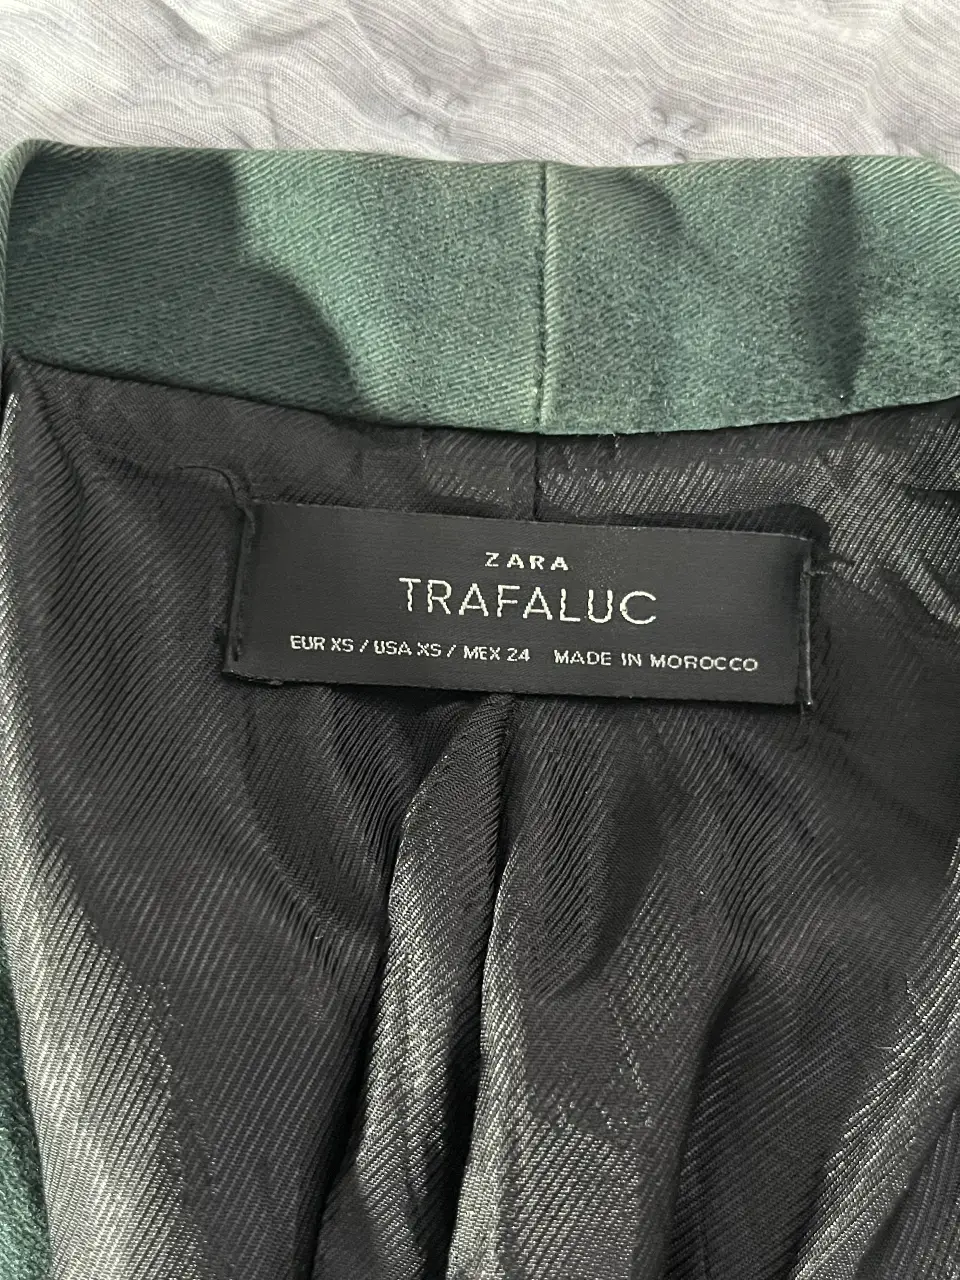 ZARA
TRAFALUC
EUR XS / USA XS / MEX 24 MADE IN MOROCCO